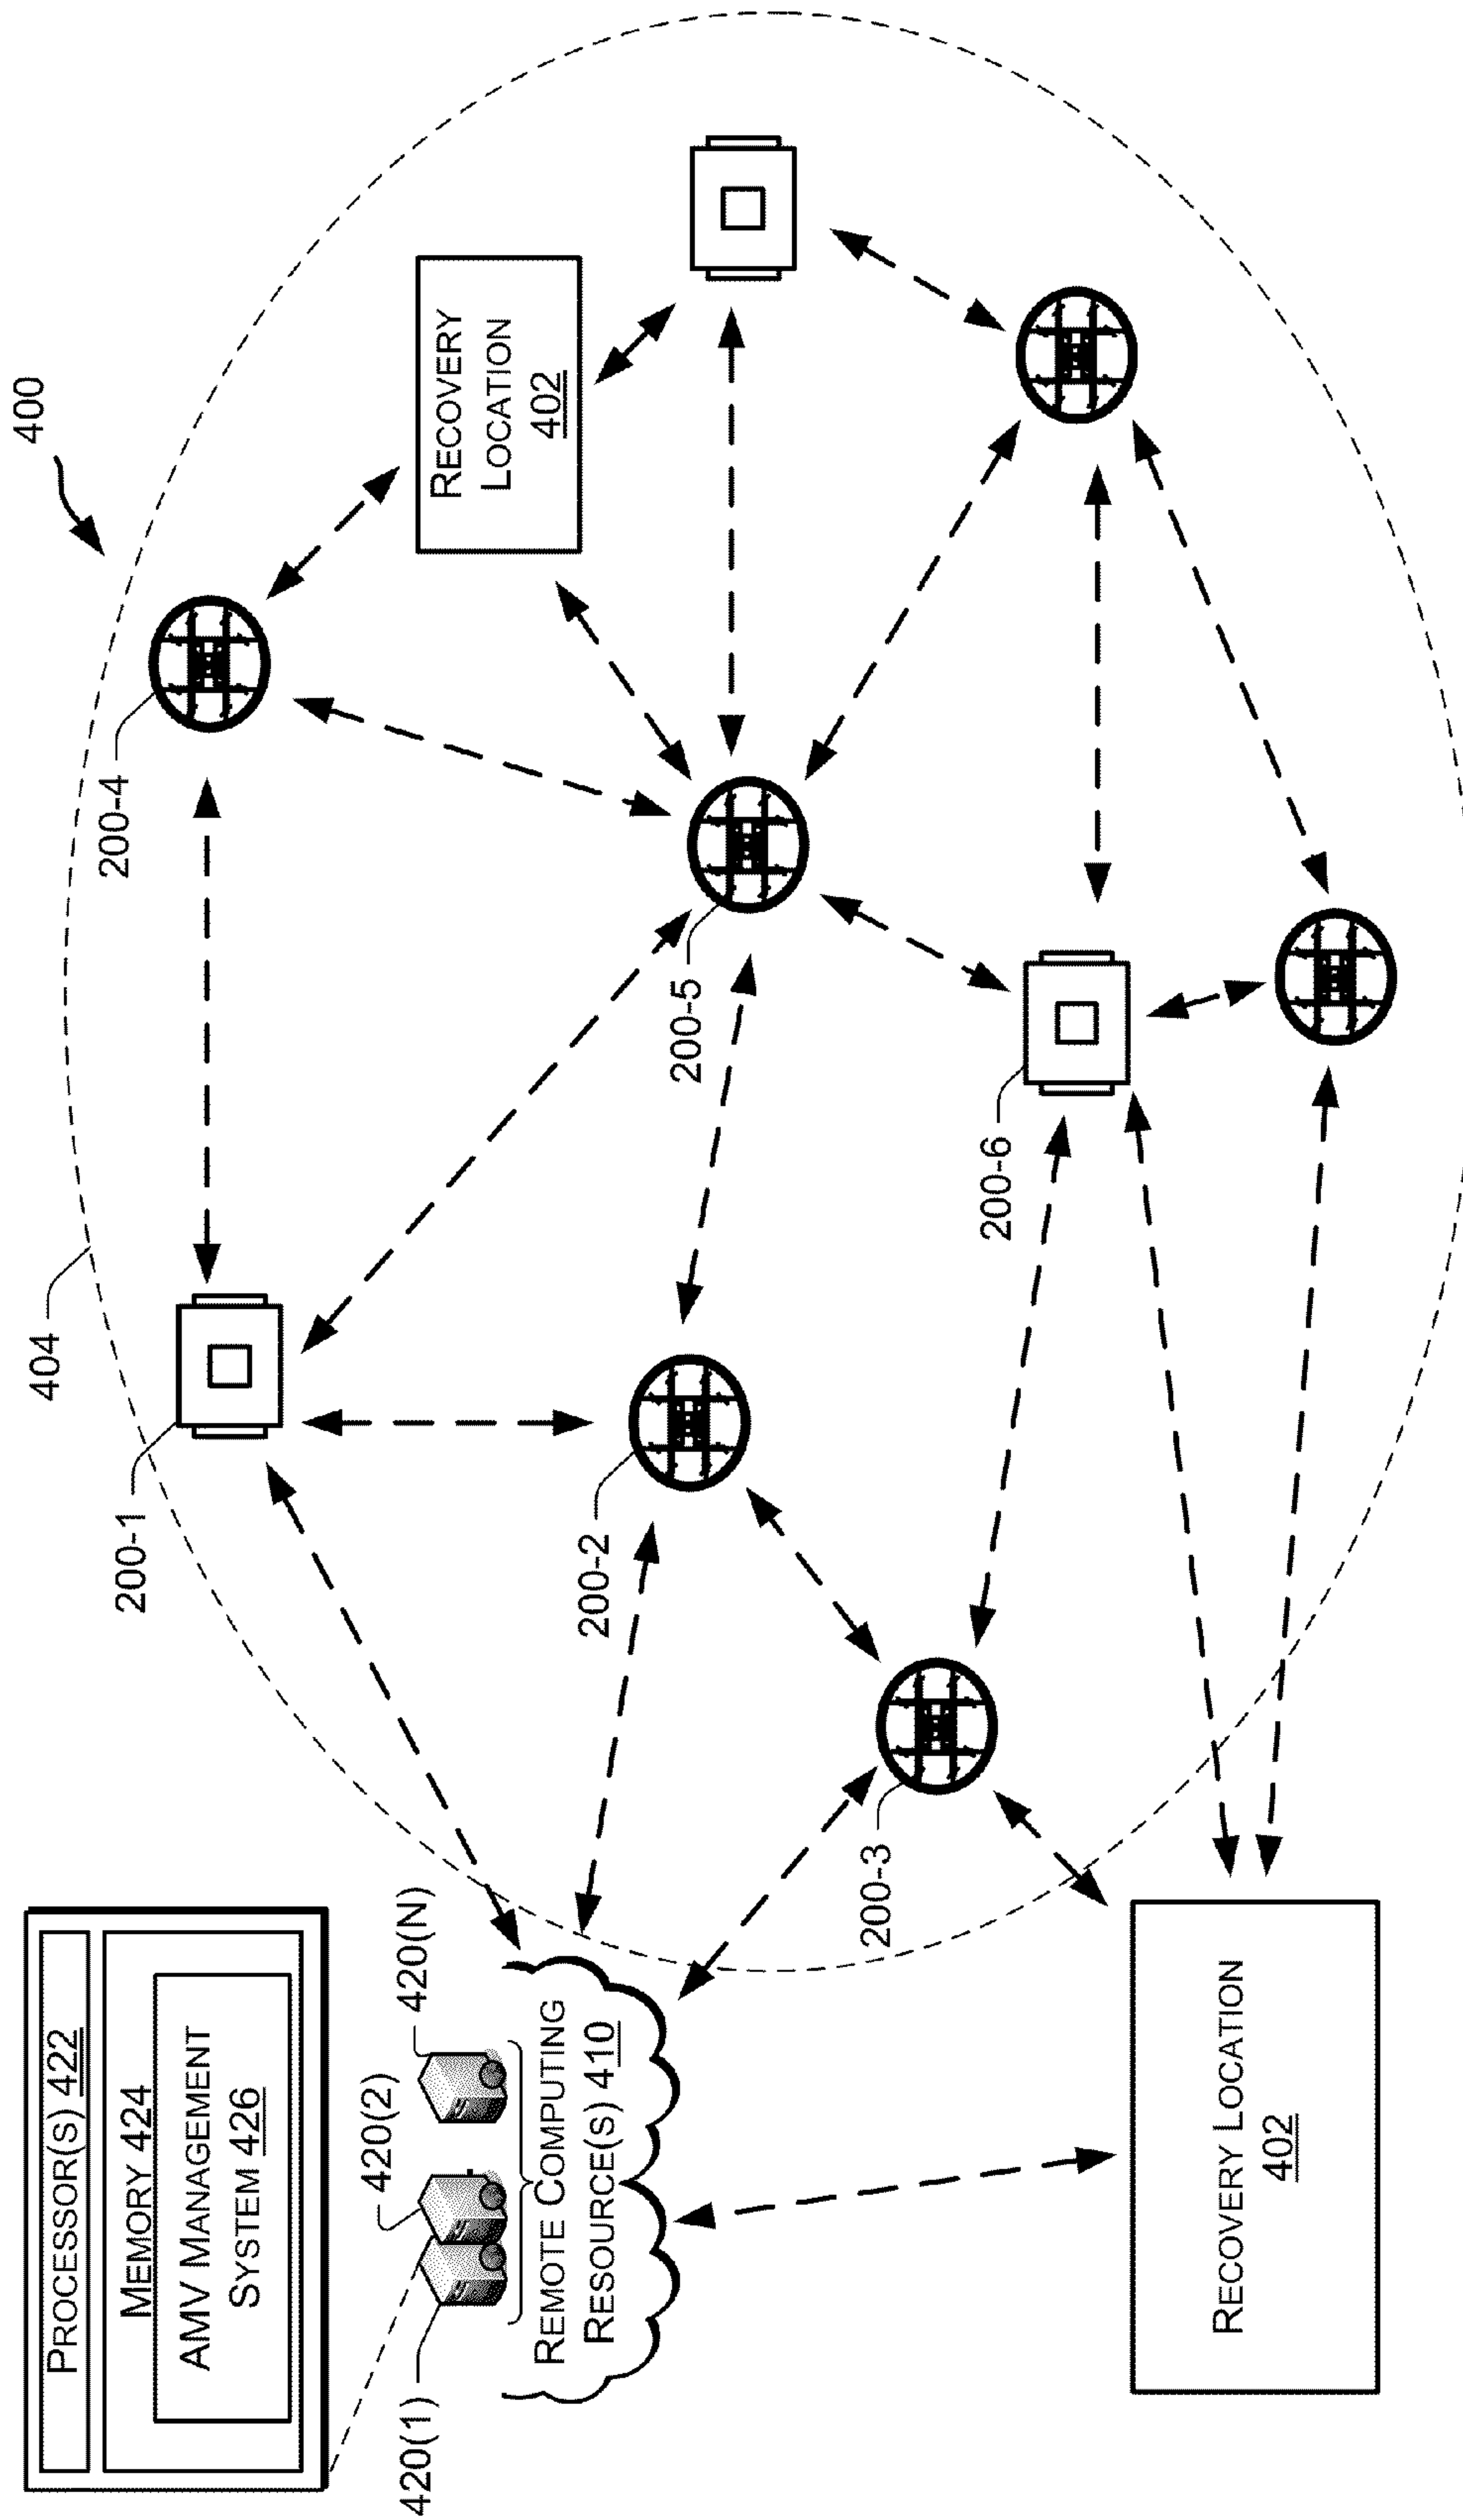 400
404
PROCESSOR(S) 422
MEMORY 424
AMV MANAGEMENT
SYSTEM 426
200-1
200-4
RECOVERY
LOCATION
402
420(1)
420(2)
420(N)
REMOTE COMPUTING
RESOURCE(S) 410
200-2
200-5
200-3
200-6
RECOVERY LOCATION
402